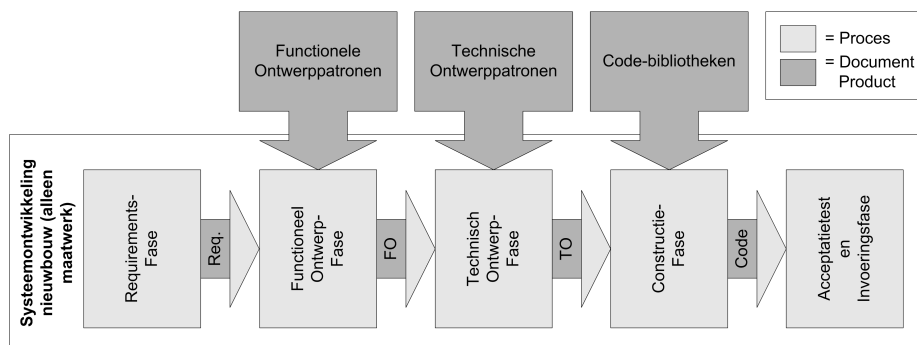 Functionele
Ontwerppatronen
Technische
Ontwerppatronen
Code-bibliotheken
= Proces
= Document
Product
Systeemontwikkeling
nieuwbouw (alleen
maatwerk)
Requirements-
Fase
Req.
Functioneel
Ontwerp-
Fase
FO
Technisch
Ontwerp-
Fase
TO
Constructie-
Fase
Code
Acceptatietest
en
Invoeringsfase